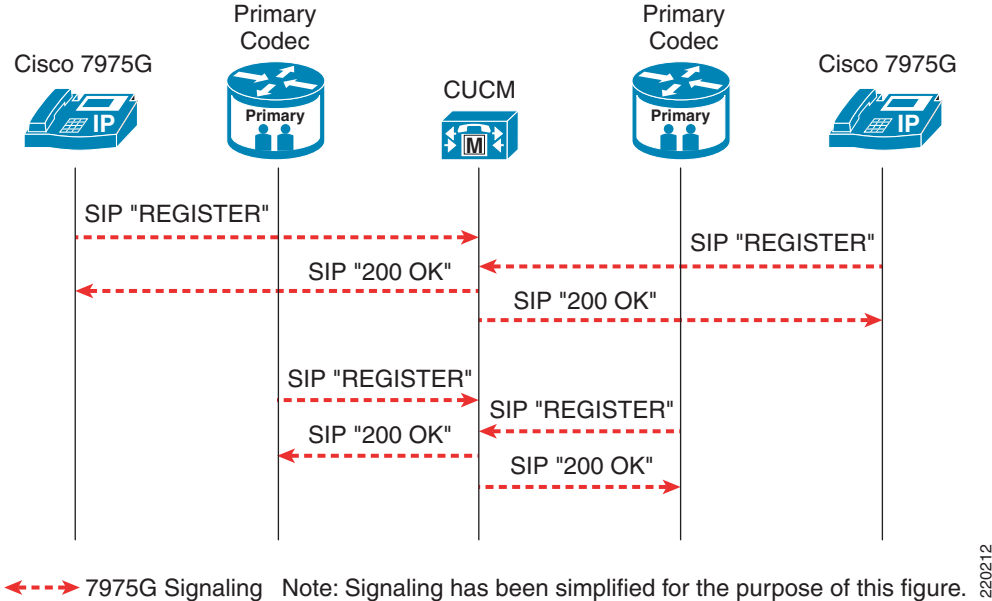 Primary
Codec
Primary
Codec
Cisco 7975G
CUCM
Cisco 7975G
IP
Primary
M
Primary
IP
SIP "REGISTER"
SIP "REGISTER"
SIP "200 OK"
SIP "200 OK"
SIP "REGISTER"
SIP "REGISTER"
SIP "200 OK"
SIP "200 OK"
7975G Signaling
Note: Signaling has been simplified for the purpose of this figure.
220212